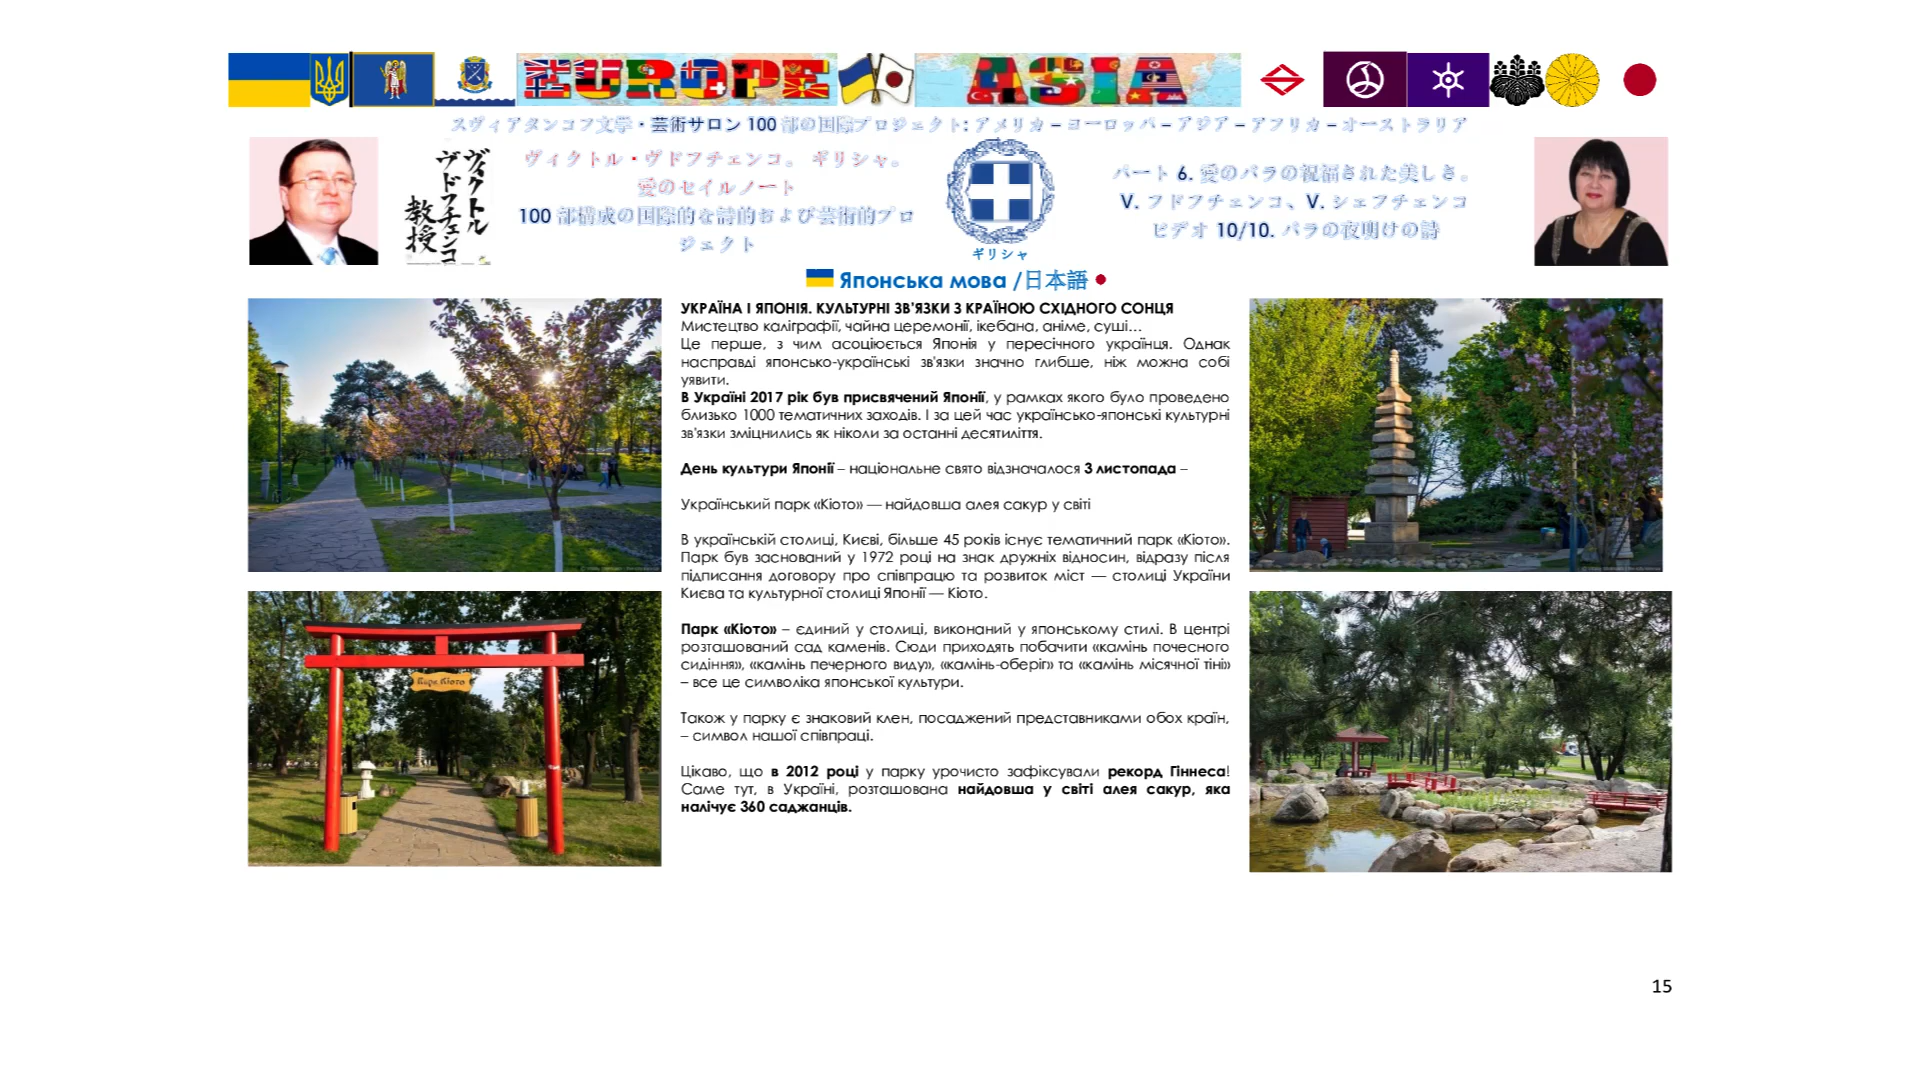 EUROPE ASIA
スヴィアタンコフ文學・芸術サロン 100 部の国際プロジェクト: アメリカ – ヨーロッパ – アジア – アフリカ – オーストラリア
ヴィクトル・ヴドフチェンコ。 ギリシャ。
愛のセイルノート
100 部構成の国際的な詩的および芸術的プロ
ジェクト
ヴィクトル
ヴドフチェンコ
教授
ギリシャ
パート 6. 愛のバラの祝福された美しさ。
V. フドフチェンコ、V. シェフチェンコ
ビデオ 10/10. バラの夜明けの詩
Японська мова /日本語
УКРАЇНА І ЯПОНІЯ. КУЛЬТУРНІ ЗВ’ЯЗКИ З КРАЇНОЮ СХІДНОГО СОНЦЯ
Мистецтво каліграфії, чайна церемонії, ікебана, аніме, суші…
Це перше, з чим асоціюється Японія у пересічного українця. Однак
насправді японсько-українські зв'язки значно глибше, ніж можна собі
уявити.
В Україні 2017 рік був присвячений Японії, у рамках якого було проведено
близько 1000 тематичних заходів. І за цей час українсько-японські культурні
зв'язки зміцнились як ніколи за останні десятиліття.
День культури Японії – національне свято відзначалося 3 листопада –
Український парк «Кіото» — найдовша алея сакур у світі
В українській столиці, Києві, більше 45 років існує тематичний парк «Кіото».
Парк був заснований у 1972 році на знак дружніх відносин, відразу після
підписання договору про співпрацю та розвиток міст — столиці України
Києва та культурної столиці Японії — Кіото.
Парк «Кіото» – єдиний у столиці, виконаний у японському стилі. В центрі
розташований сад каменів. Сюди приходять побачити «камінь почесного
сидіння», «камінь печерного виду», «камінь-оберіг» та «камінь місячної тіні»
– все це символіка японської культури.
Також у парку є знаковий клен, посаджений представниками обох країн,
– символ нашої співпраці.
Цікаво, що в 2012 році у парку урочисто зафіксували рекорд Гіннеса!
Саме тут, в Україні, розташована найдовша у світі алея сакур, яка
налічує 360 саджанців.
Парк Кіото
15